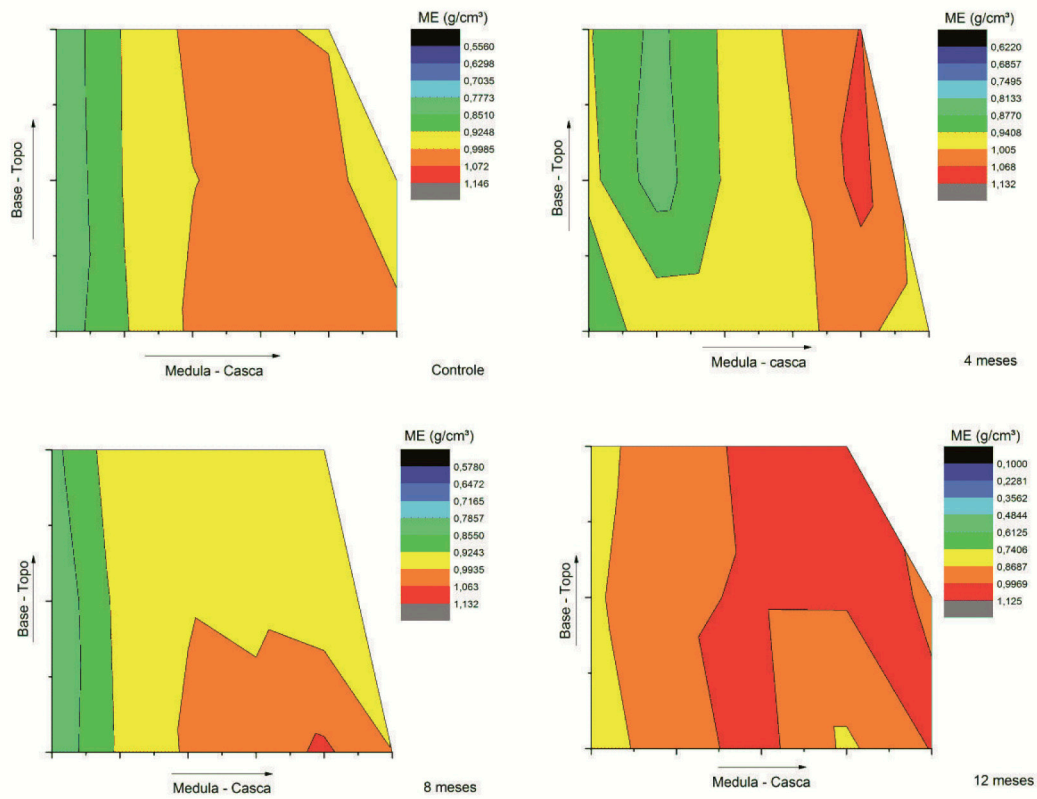 ME (g/cm³)
0,5560
0,6298
0,7035
0,7773
0,8510
0,9248
0,9985
1,072
1,146
Base - Topo
Medula - Casca
Controle
ME (g/cm³)
0,6220
0,6857
0,7495
0,8133
0,8770
0,9408
1,005
1,068
1,132
Base - Topo
Medula - casca
4 meses
ME (g/cm³)
0,5780
0,6472
0,7165
0,7857
0,8550
0,9243
0,9935
1,063
1,132
Base - Topo
Medula - Casca
8 meses
ME (g/cm³)
0,1000
0,2281
0,3562
0,4844
0,6125
0,7406
0,8687
0,9969
1,125
Base - Topo
Medula - Casca
12 meses